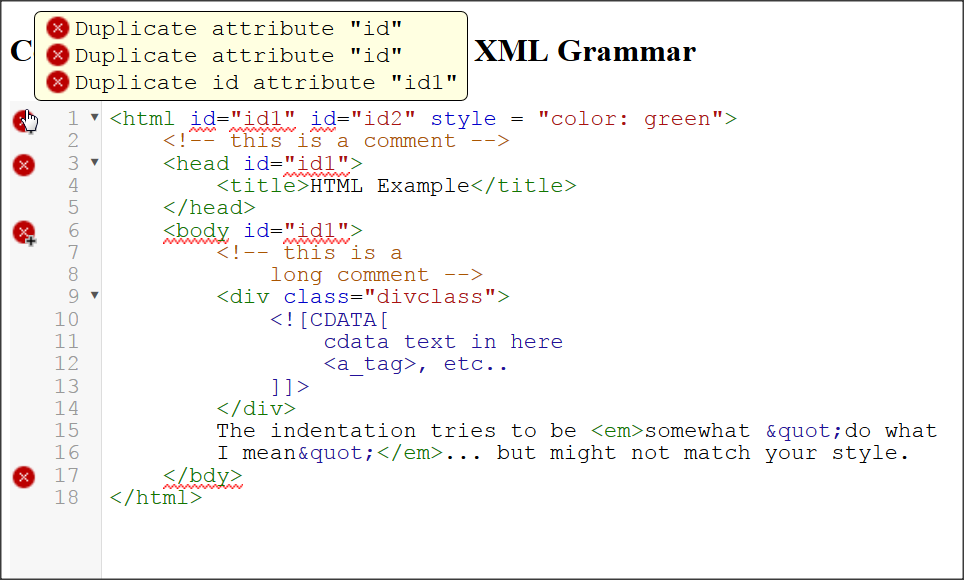 Duplicate attribute "id"
Duplicate attribute "id"
Duplicate id attribute "id1"
C XML Grammar
1 <html id="id1" id="id2" style = "color: green">
2 <!-- this is a comment -->
3 <head id="id1">
4 <title>HTML Example</title>
5 </head>
6 <body id="id1">
7 <!-- this is a
8 long comment -->
9 <div class="divclass">
10 <![CDATA[
11 cdata text in here
12 <a_tag>, etc..
13 ]]>
14 </div>
15 The indentation tries to be <em>somewhat &quot;do what
16 I mean&quot;</em>... but might not match your style.
17 </bdy>
18 </html>